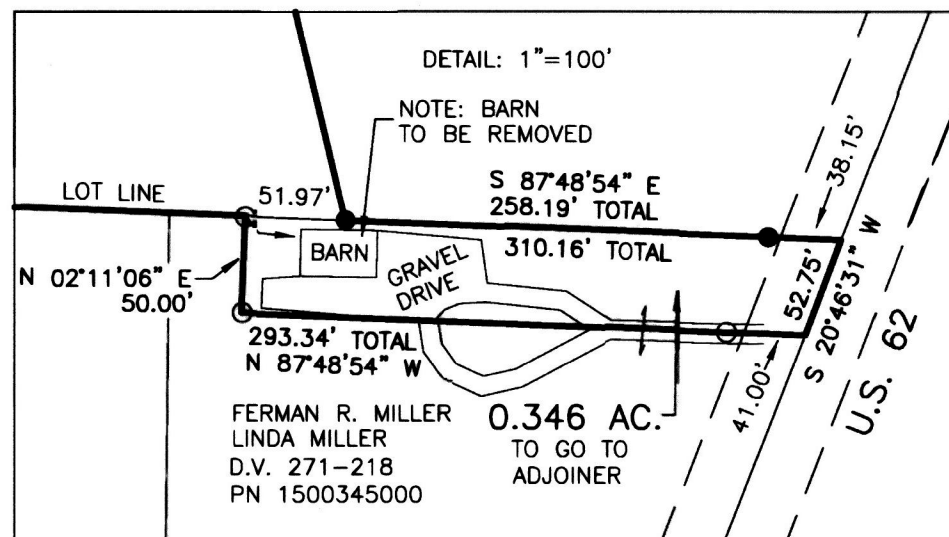 DETAIL: 1"=100'
NOTE: BARN
TO BE REMOVED
38.15'
LOT LINE
51.97'
S 87°48'54" E
258.19' TOTAL
310.16' TOTAL
BARN
GRAVEL
DRIVE
N 02°11'06" E
50.00'
52.75'
S 20°46'31" W
U.S. 62
293.34' TOTAL
N 87°48'54" W
41.00'
FERMAN R. MILLER
LINDA MILLER
D.V. 271-218
PN 1500345000
0.346 AC.
TO GO TO
ADJOINER